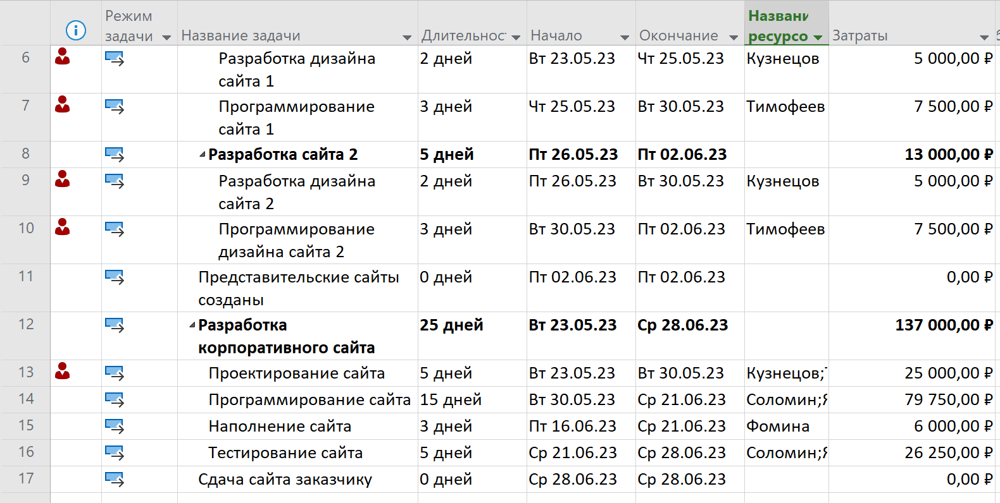 Режим задачи Название задачи Длительнос Начало Окончание Названи ресурсо Затраты
6 Разработка дизайна сайта 1 2 дней Вт 23.05.23 Чт 25.05.23 Кузнецов 5 000,00 ₽
7 Программирование сайта 1 3 дней Чт 25.05.23 Вт 30.05.23 Тимофеев 7 500,00 ₽
8 Разработка сайта 2 5 дней Пт 26.05.23 Пт 02.06.23 13 000,00 ₽
9 Разработка дизайна сайта 2 2 дней Пт 26.05.23 Вт 30.05.23 Кузнецов 5 000,00 ₽
10 Программирование дизайна сайта 2 3 дней Вт 30.05.23 Пт 02.06.23 Тимофеев 7 500,00 ₽
11 Представительские сайты созданы 0 дней Пт 02.06.23 Пт 02.06.23 0,00 ₽
12 Разработка корпоративного сайта 25 дней Вт 23.05.23 Ср 28.06.23 137 000,00 ₽
13 Проектирование сайта 5 дней Вт 23.05.23 Вт 30.05.23 Кузнецов; 25 000,00 ₽
14 Программирование сайта 15 дней Вт 30.05.23 Ср 21.06.23 Соломин; 79 750,00 ₽
15 Наполнение сайта 3 дней Пт 16.06.23 Ср 21.06.23 Фомина 6 000,00 ₽
16 Тестирование сайта 5 дней Ср 21.06.23 Ср 28.06.23 Соломин; 26 250,00 ₽
17 Сдача сайта заказчику 0 дней Ср 28.06.23 Ср 28.06.23 0,00 ₽